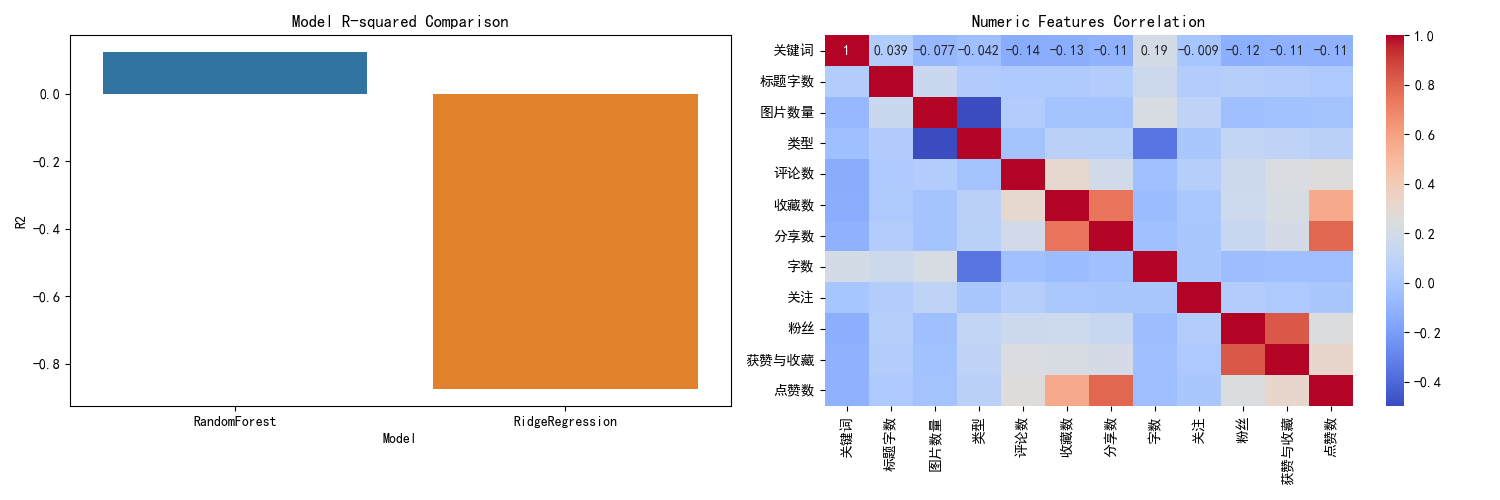 Model R-squared Comparison
R2
0.0
−0.2
−0.4
−0.6
−0.8
RandomForest
RidgeRegression
Model
Numeric Features Correlation
关键词
标题字数
图片数量
类型
评论数
收藏数
分享数
字数
关注
粉丝
获赞与收藏
点赞数
1 0.039 −0.077 −0.042 −0.14 −0.13 −0.11 0.19 −0.009 −0.12 −0.11 −0.11
关键词
标题字数
图片数量
类型
评论数
收藏数
分享数
字数
关注
粉丝
获赞与收藏
点赞数
1.0
0.8
0.6
0.4
0.2
0.0
−0.2
−0.4